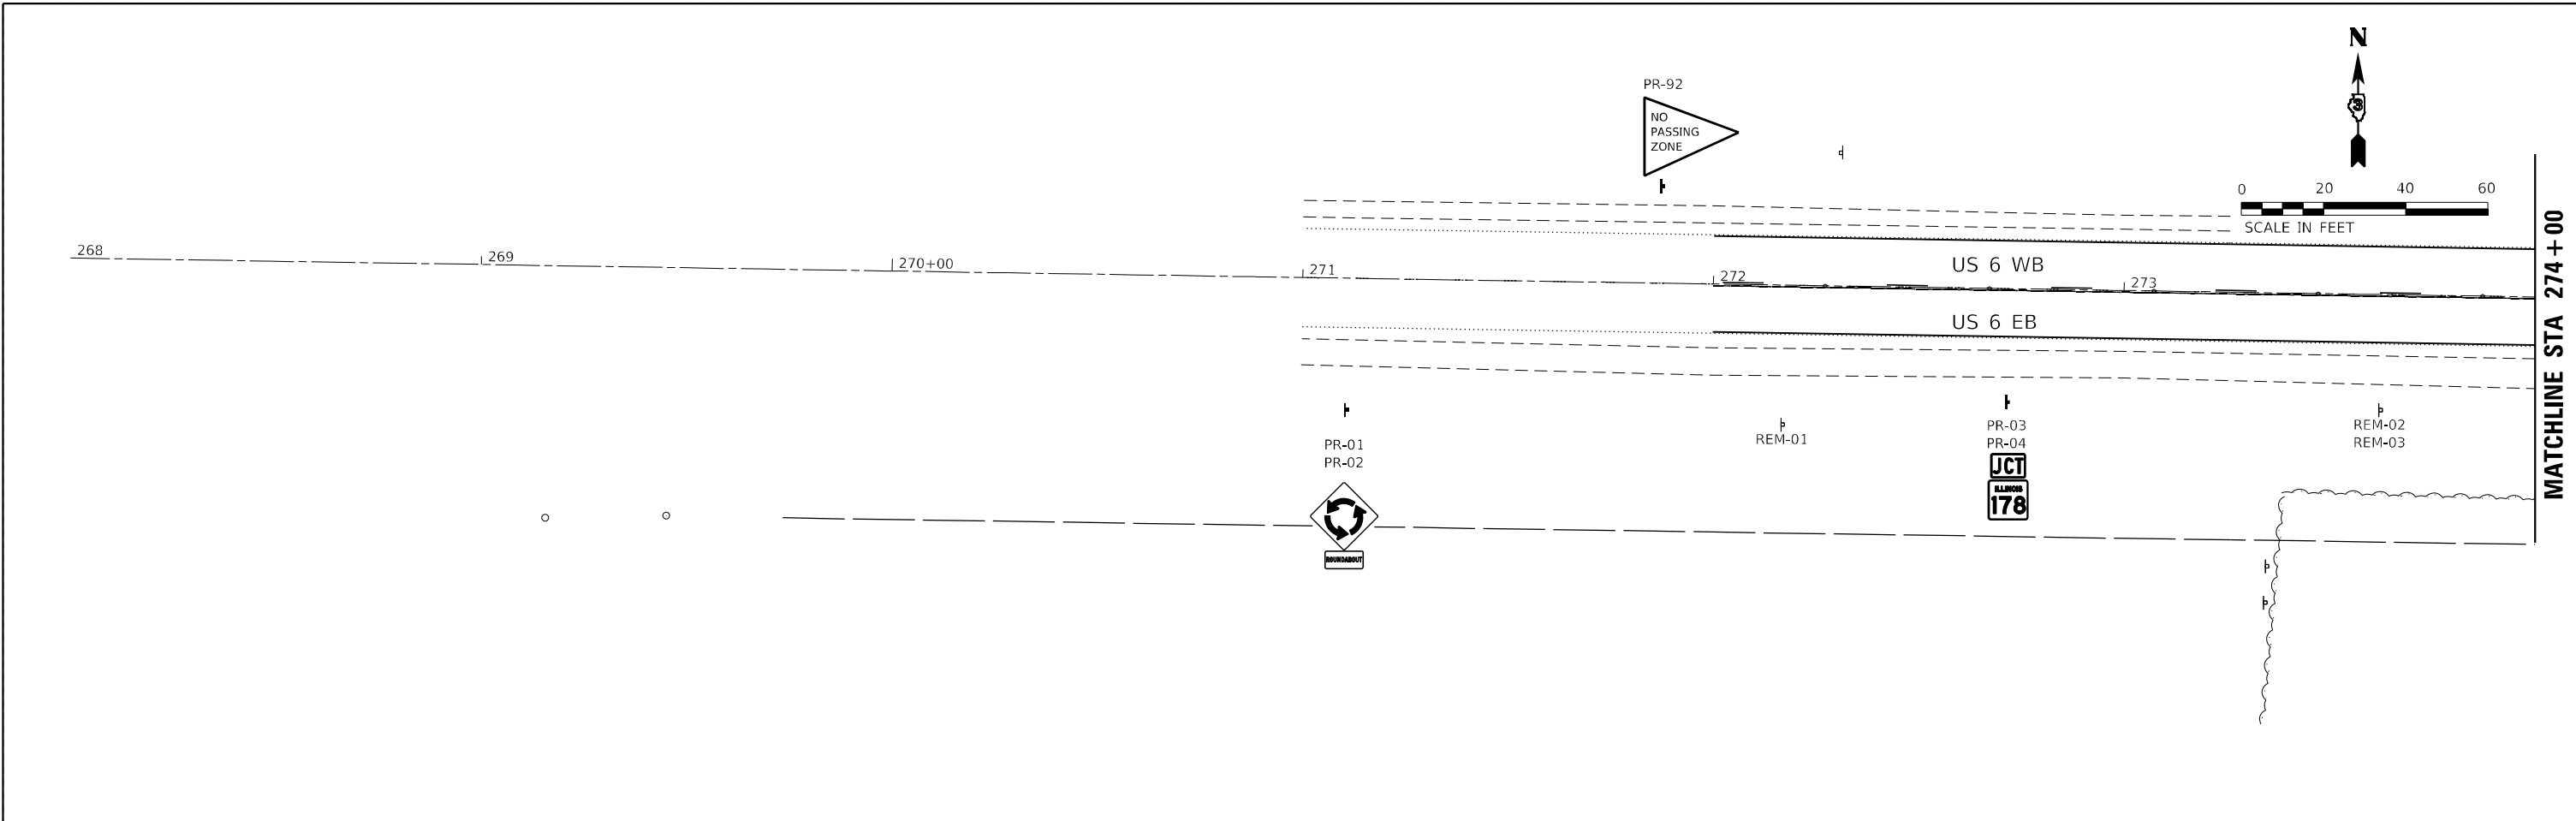 N
3
PR-92
NO
PASSING
ZONE
0 20 40 60
SCALE IN FEET
268
269
270+00
271
272
273
US 6 WB
US 6 EB
MATCHLINE STA 274+00
PR-01
PR-02
ROUNDABOUT
REM-01
PR-03
PR-04
JCT
ILLINOIS
178
REM-02
REM-03